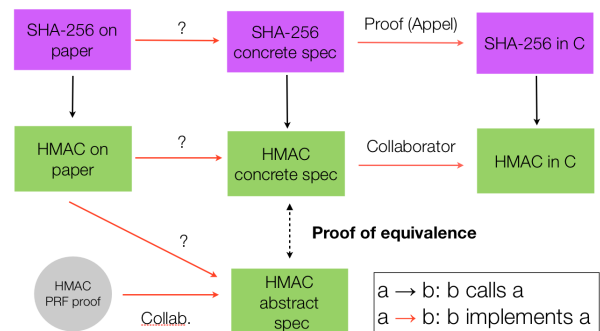 SHA-256 on
paper
?
SHA-256
concrete spec
Proof (Appel)
SHA-256 in C
HMAC on
paper
?
HMAC
concrete spec
Collaborator
HMAC in C
Proof of equivalence
?
HMAC
PRF proof
Collab.
HMAC
abstract
spec
a → b: b calls a
a → b: b implements a